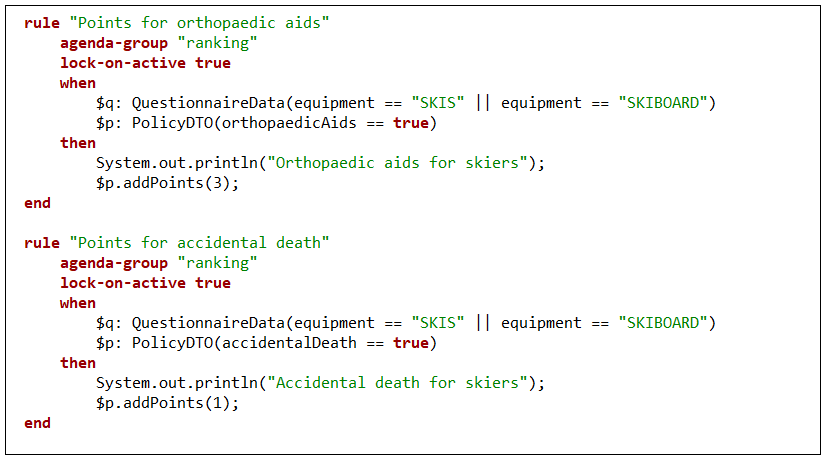 rule "Points for orthopaedic aids"
    agenda-group "ranking"
    lock-on-active true
    when
        $q: QuestionnaireData(equipment == "SKIS" || equipment == "SKIBOARD")
        $p: PolicyDTO(orthopaedicAids == true)
    then
        System.out.println("Orthopaedic aids for skiers");
        $p.addPoints(3);
end

rule "Points for accidental death"
    agenda-group "ranking"
    lock-on-active true
    when
        $q: QuestionnaireData(equipment == "SKIS" || equipment == "SKIBOARD")
        $p: PolicyDTO(accidentalDeath == true)
    then
        System.out.println("Accidental death for skiers");
        $p.addPoints(1);
end